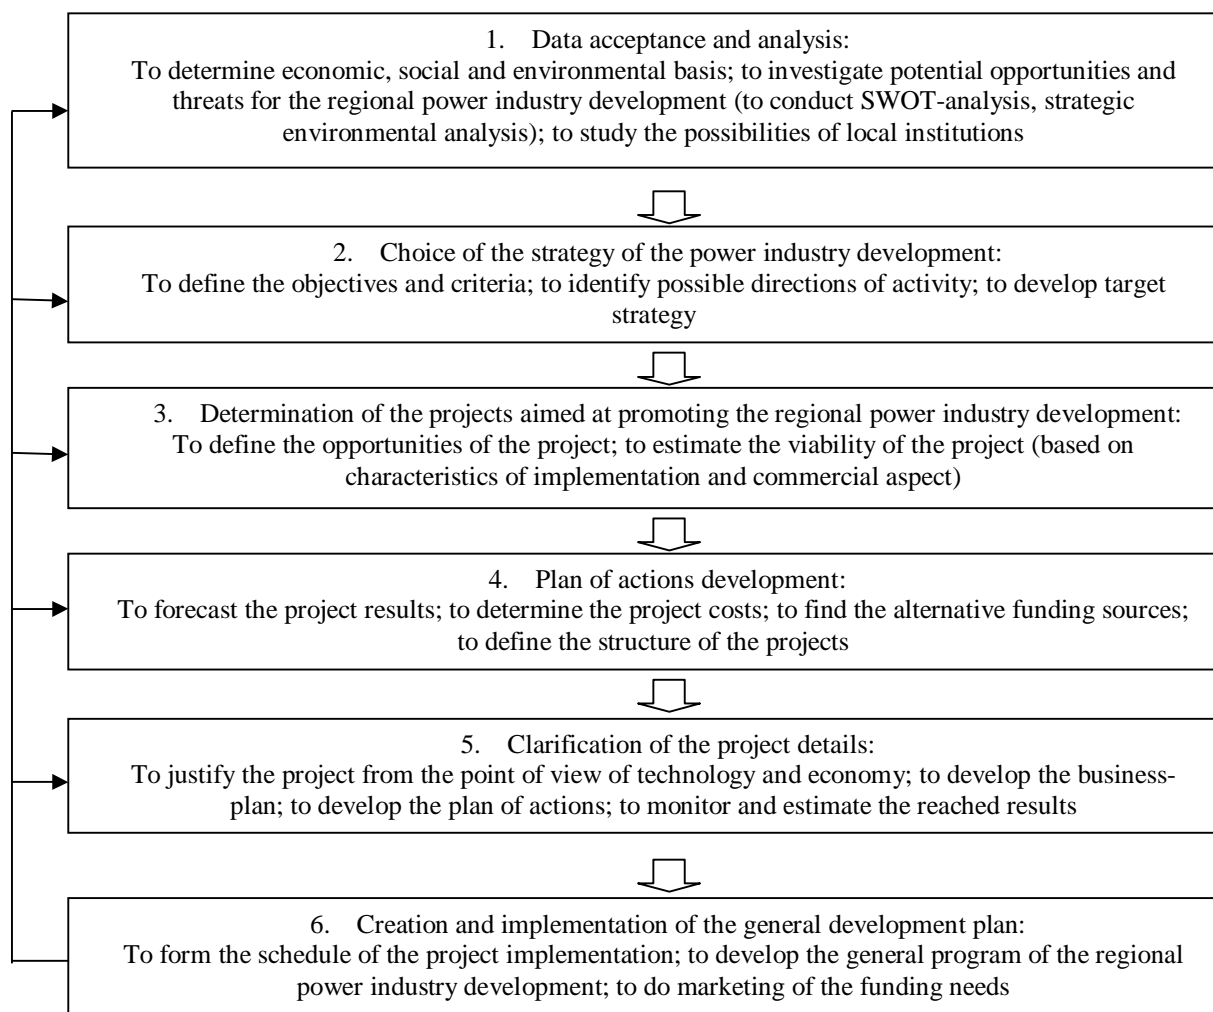 1. Data acceptance and analysis:
To determine economic, social and environmental basis; to investigate potential opportunities and
threats for the regional power industry development (to conduct SWOT-analysis, strategic
environmental analysis); to study the possibilities of local institutions
2. Choice of the strategy of the power industry development:
To define the objectives and criteria; to identify possible directions of activity; to develop target
strategy
3. Determination of the projects aimed at promoting the regional power industry development:
To define the opportunities of the project; to estimate the viability of the project (based on
characteristics of implementation and commercial aspect)
4. Plan of actions development:
To forecast the project results; to determine the project costs; to find the alternative funding sources;
to define the structure of the projects
5. Clarification of the project details:
To justify the project from the point of view of technology and economy; to develop the business-
plan; to develop the plan of actions; to monitor and estimate the reached results
6. Creation and implementation of the general development plan:
To form the schedule of the project implementation; to develop the general program of the regional
power industry development; to do marketing of the funding needs